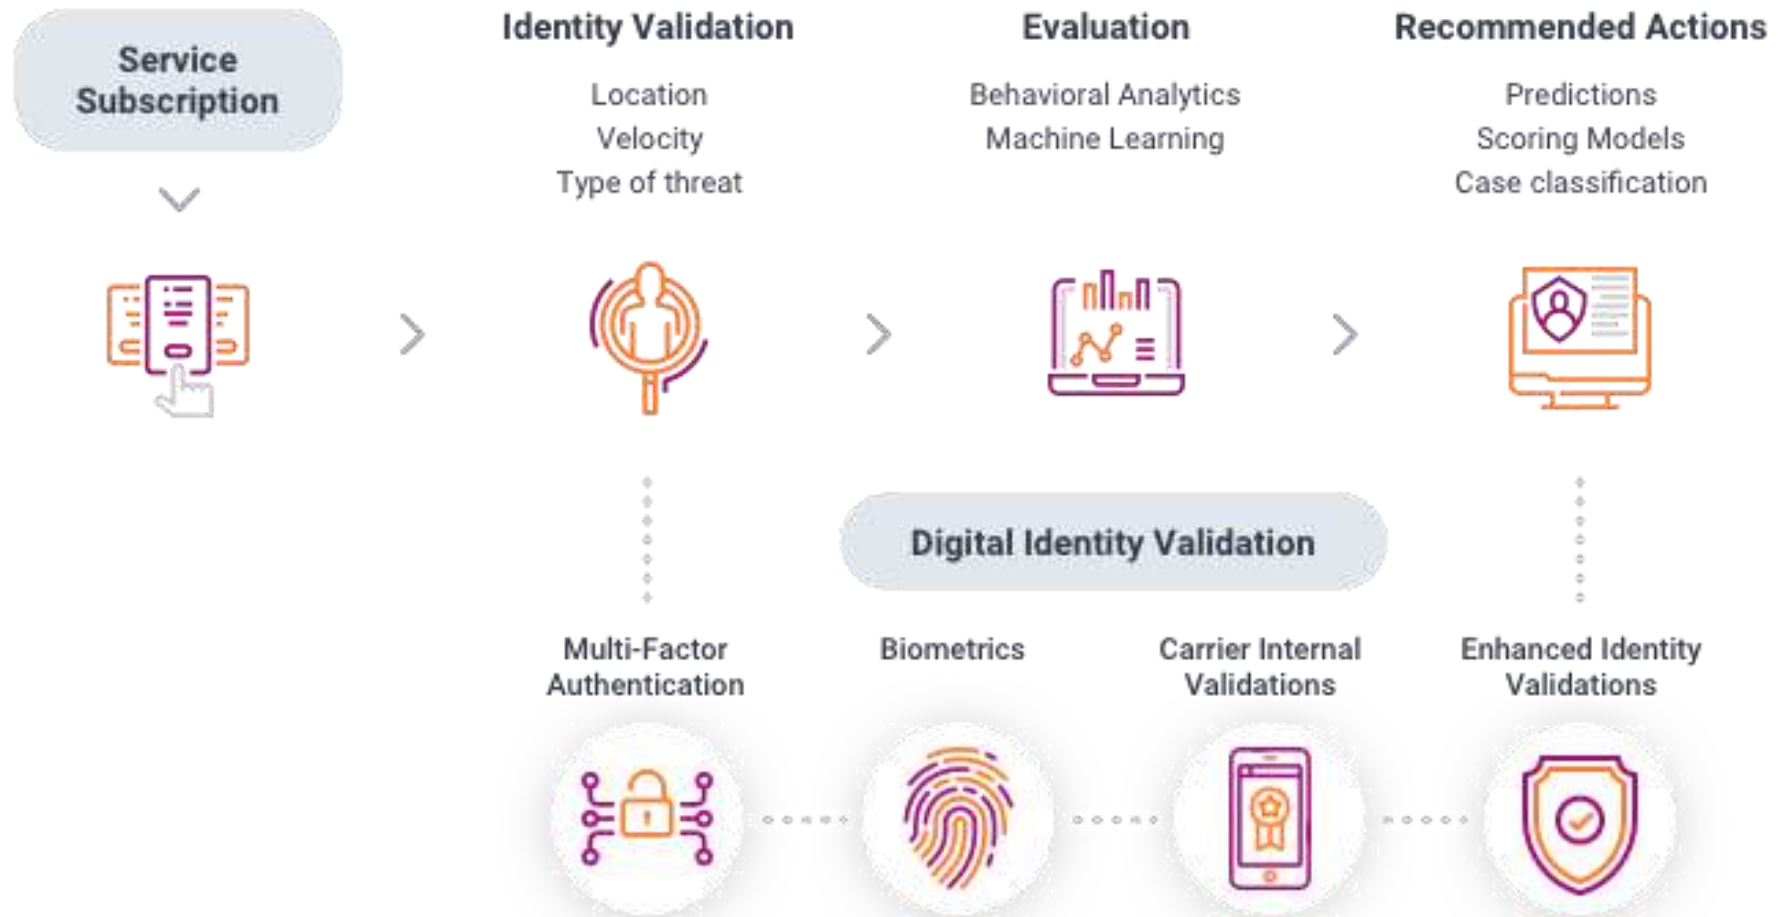 Service
Subscription
Identity Validation
Location
Velocity
Type of threat
Evaluation
Behavioral Analytics
Machine Learning
Recommended Actions
Predictions
Scoring Models
Case classification
Digital Identity Validation
Multi-Factor
Authentication
Biometrics
Carrier Internal
Validations
Enhanced Identity
Validations